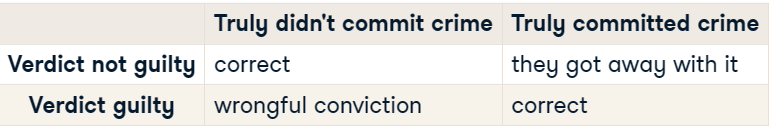 Truly didn't commit crime Truly committed crime
Verdict not guilty correct they got away with it
Verdict guilty wrongful conviction correct